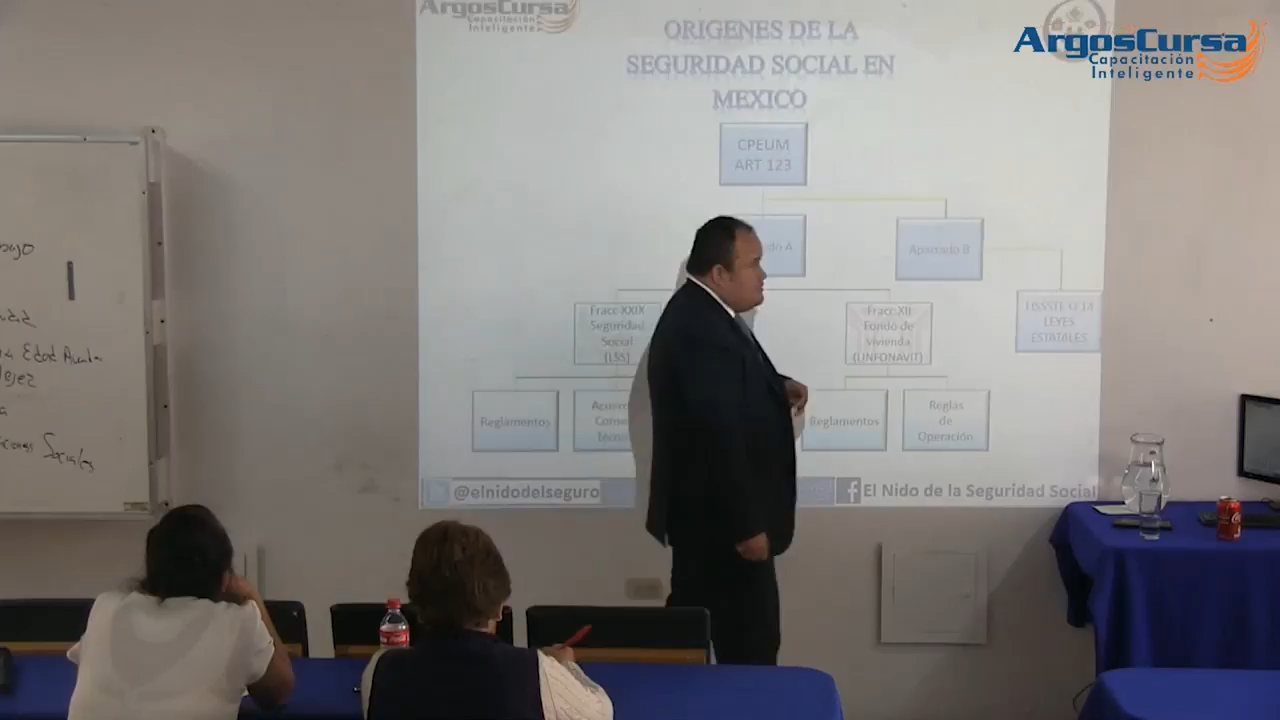 ArgosCursa
Capacitación
Inteligente
ArgosCursa
Capacitación
Inteligente
ORIGENES DE LA
SEGURIDAD SOCIAL EN
MEXICO
CPEUM
ART 123
A
Apartado B
Fracc XXIX
Seguridad
Social
(LSS)
Fracc XII
Fondo de
Vivienda
(LINFONAVIT)
LEYES
ESTATALES
Reglamentos
Reglamentos
Reglas
de
Operación
@elnidodelseguro
El Nido de la Seguridad Social
Edad
Sociales